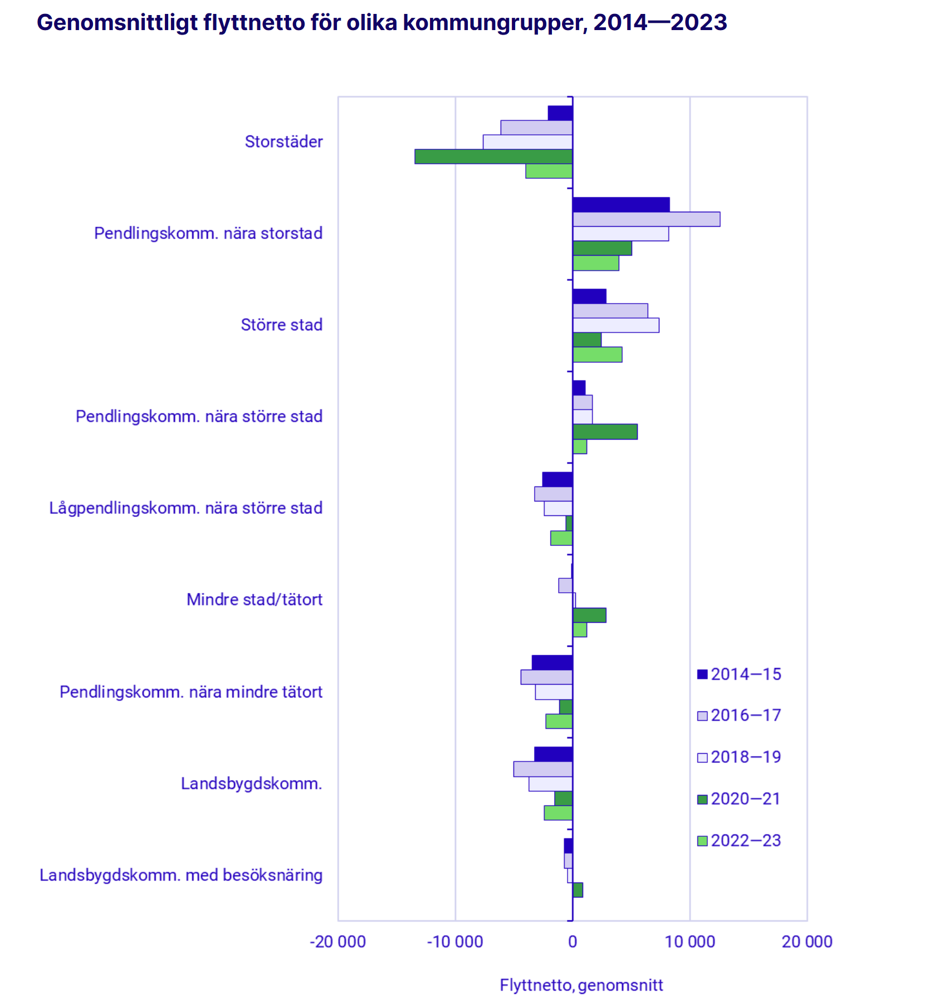 Genomsnittligt flyttnetto för olika kommungrupper, 2014—2023
Storstäder
Pendlingskomm. nära storstad
Större stad
Pendlingskomm. nära större stad
Lågpendlingskomm. nära större stad
Mindre stad/tätort
Pendlingskomm. nära mindre tätort
Landsbygdskomm.
Landsbygdskomm. med besöksnäring
2014—15
2016—17
2018—19
2020—21
2022—23
-20 000 -10 000 0 10 000 20 000
Flyttnetto, genomsnitt